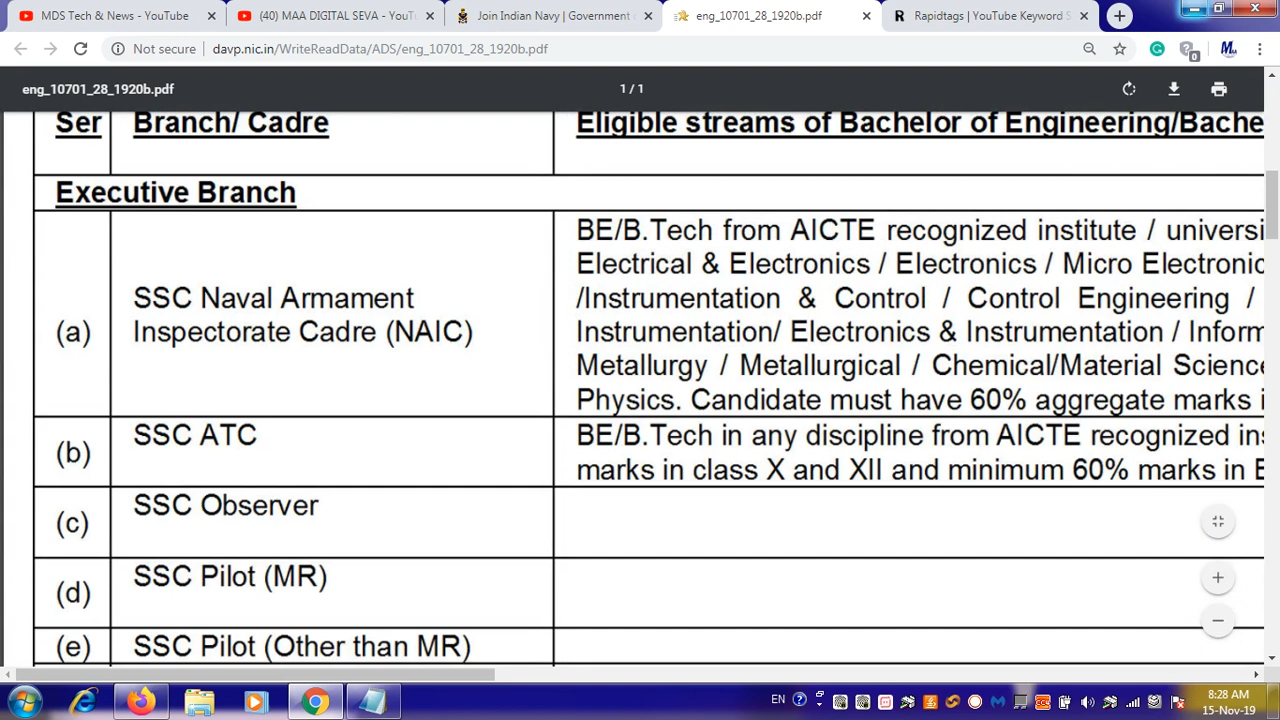 MDS Tech & News - YouTube
(40) MAA DIGITAL SEVA - YouT
Join Indian Navy | Government o
eng_10701_28_1920b.pdf
Rapidtags | YouTube Keyword S
Not secure
davp.nic.in/WriteReadData/ADS/eng_10701_28_1920b.pdf
eng_10701_28_1920b.pdf
1 / 1
Ser
Branch/ Cadre
Eligible streams of Bachelor of Engineering/Bache
Executive Branch
(a)
SSC Naval Armament
Inspectorate Cadre (NAIC)
BE/B.Tech from AICTE recognized institute / universi
Electrical & Electronics / Electronics / Micro Electronic
/Instrumentation & Control / Control Engineering /
Instrumentation/ Electronics & Instrumentation / Inform
Metallurgy / Metallurgical / Chemical/Material Science
Physics. Candidate must have 60% aggregate marks i
(b)
SSC ATC
BE/B.Tech in any discipline from AICTE recognized ins
marks in class X and XII and minimum 60% marks in E
(c)
SSC Observer
(d)
SSC Pilot (MR)
(e)
SSC Pilot (Other than MR)
EN
8:28 AM
15-Nov-19